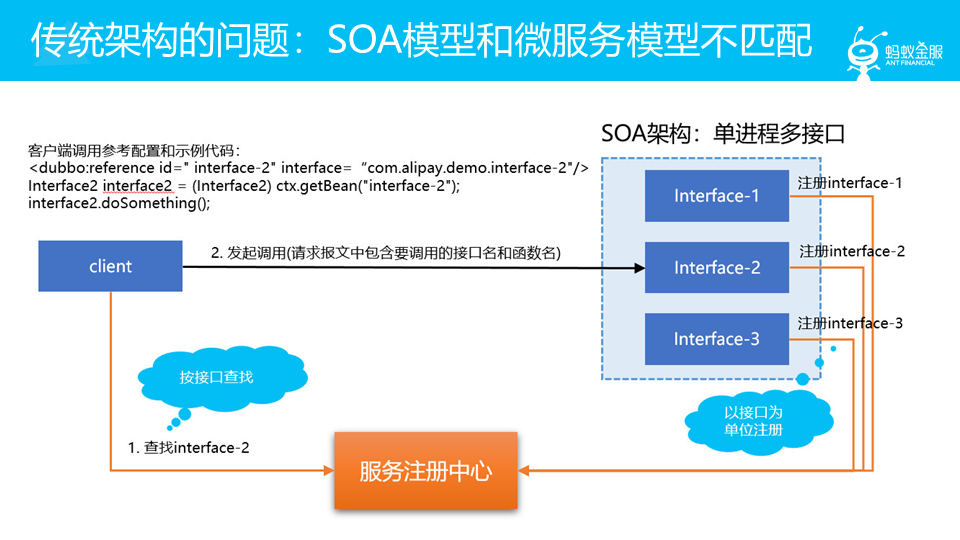 传统架构的问题：SOA模型和微服务模型不匹配
蚂蚁金服
ANT FINANCIAL
客户端调用参考配置和示例代码：
<dubbo:reference id=" interface-2" interface=“com.alipay.demo.interface-2"/>
Interface2 interface2 = (Interface2) ctx.getBean("interface-2");
interface2.doSomething();
SOA架构：单进程多接口
Interface-1
注册interface-1
2. 发起调用(请求报文中包含要调用的接口名和函数名)
client
Interface-2
注册interface-2
Interface-3
注册interface-3
按接口查找
以接口为
单位注册
1. 查找interface-2
服务注册中心